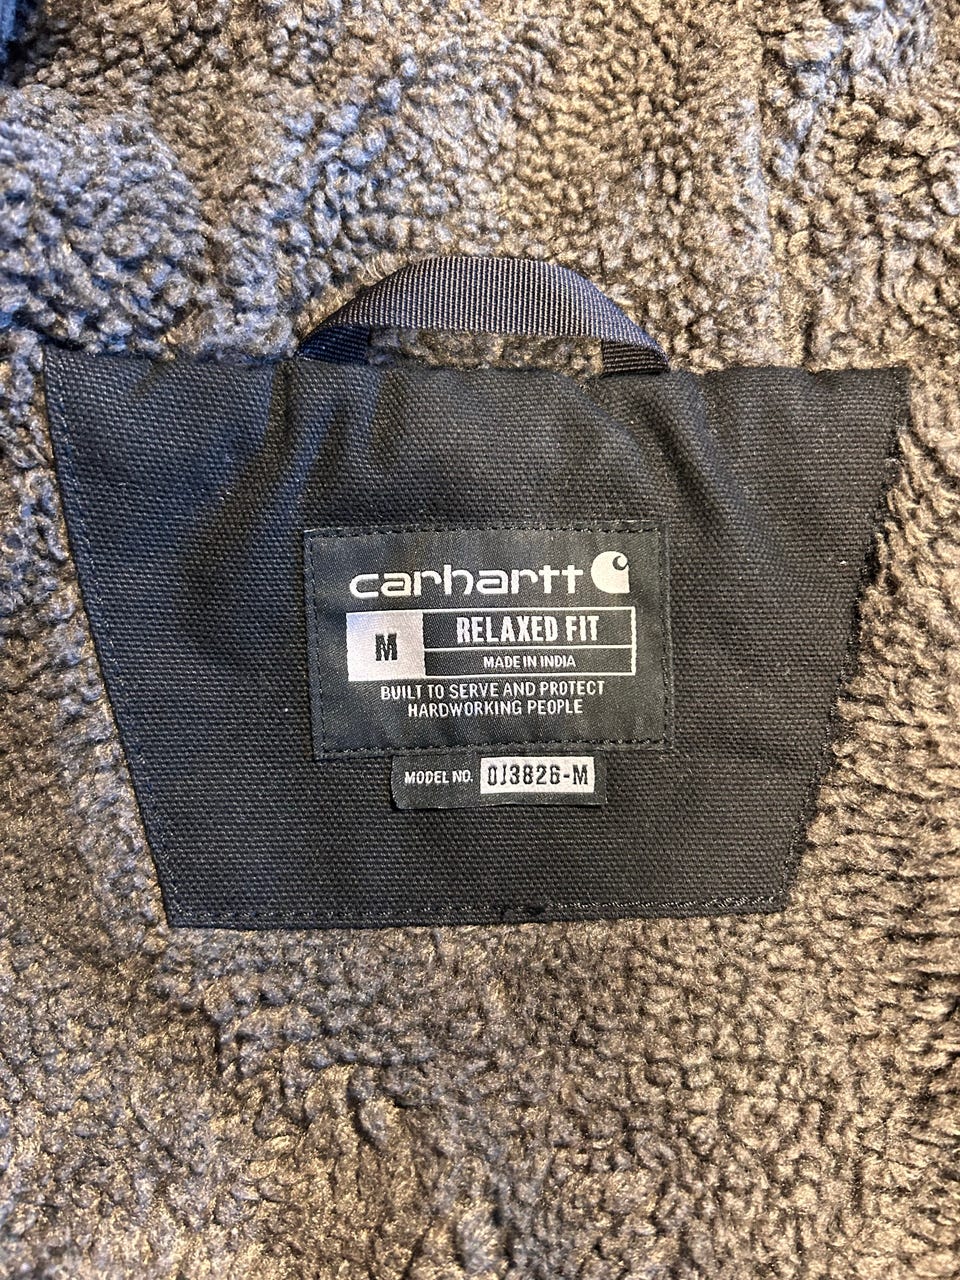 carhartt
M
RELAXED FIT
MADE IN INDIA
BUILT TO SERVE AND PROTECT
HARDWORKING PEOPLE
MODEL NO. OJ3826-M